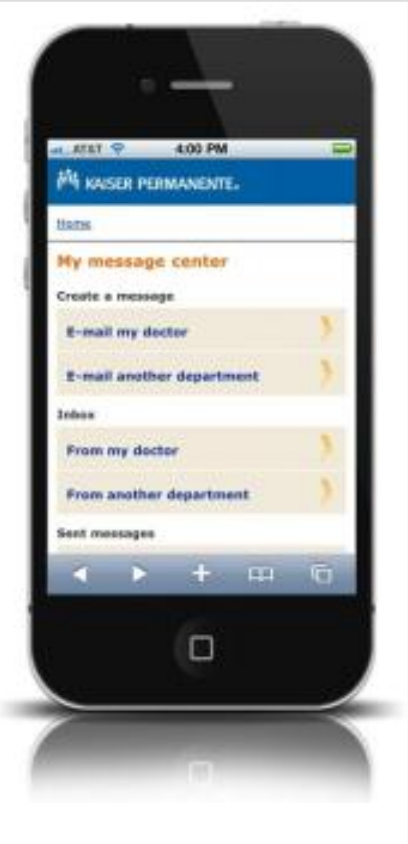 AT&T 4:00 PM
KAISER PERMANENTE.
Home
My message center
Create a message
E-mail my doctor
E-mail another department
Inbox
From my doctor
From another department
Sent messages